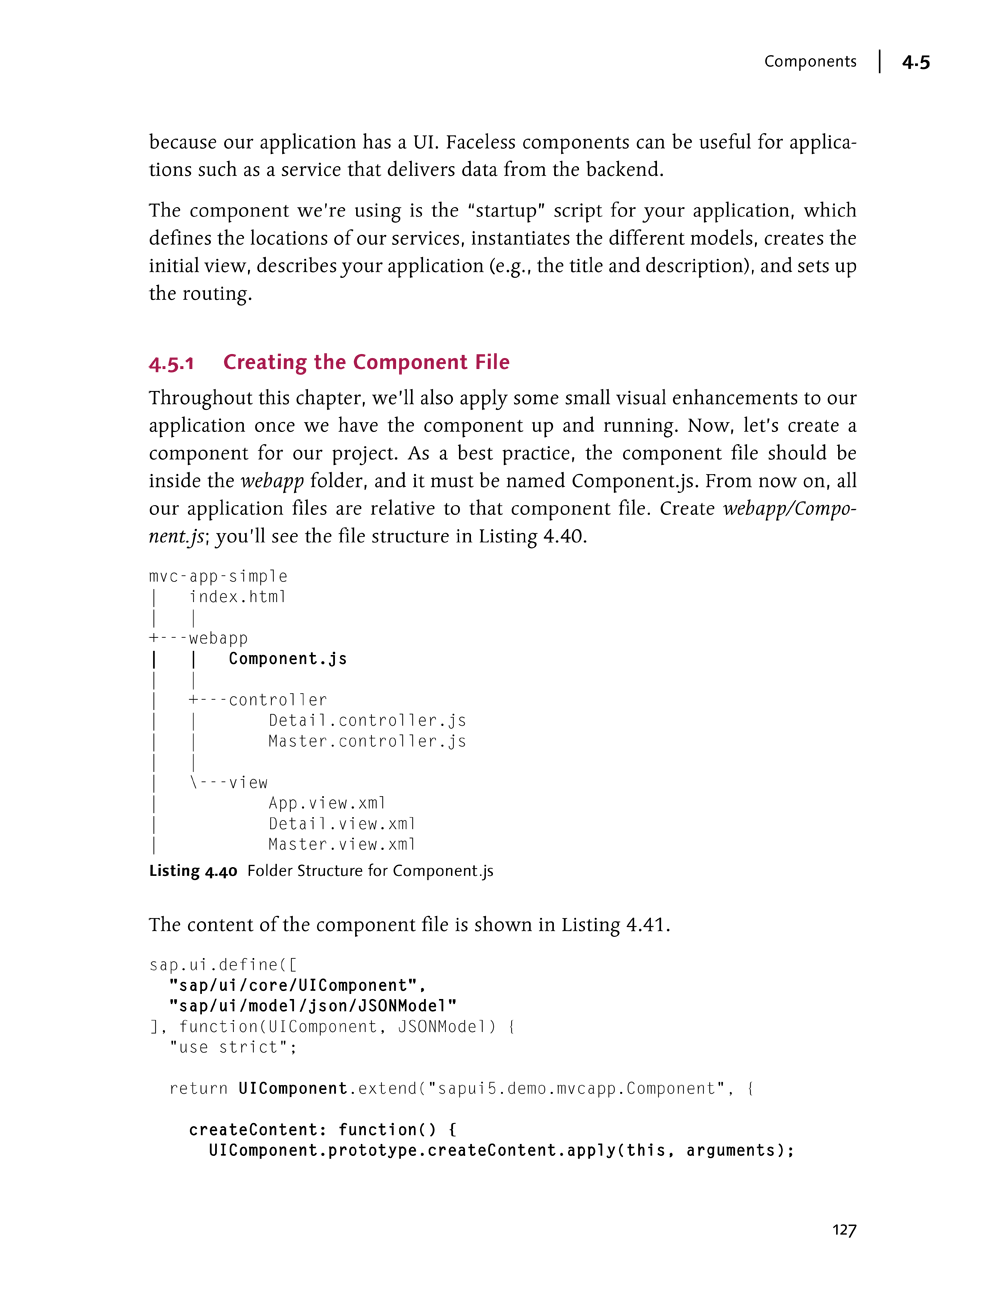 Components | 4.5
because our application has a UI. Faceless components can be useful for applica-
tions such as a service that delivers data from the backend.
The component we're using is the “startup” script for your application, which
defines the locations of our services, instantiates the different models, creates the
initial view, describes your application (e.g., the title and description), and sets up
the routing.
4.5.1 Creating the Component File
Throughout this chapter, we'll also apply some small visual enhancements to our
application once we have the component up and running. Now, let's create a
component for our project. As a best practice, the component file should be
inside the webapp folder, and it must be named Component.js. From now on, all
our application files are relative to that component file. Create webapp/Compo-
nent.js; you'll see the file structure in Listing 4.40.
mvc-app-simple
|   index.html
|   |
+---webapp
|   |   Component.js
|   |
|   +---controller
|   |       Detail.controller.js
|   |       Master.controller.js
|   |
|   \---view
|           App.view.xml
|           Detail.view.xml
|           Master.view.xml
Listing 4.40 Folder Structure for Component.js
The content of the component file is shown in Listing 4.41.
sap.ui.define([
  "sap/ui/core/UIComponent",
  "sap/ui/model/json/JSONModel"
], function(UIComponent, JSONModel) {
  "use strict";
  return UIComponent.extend("sapui5.demo.mvcapp.Component", {
    createContent: function() {
      UIComponent.prototype.createContent.apply(this, arguments);
127